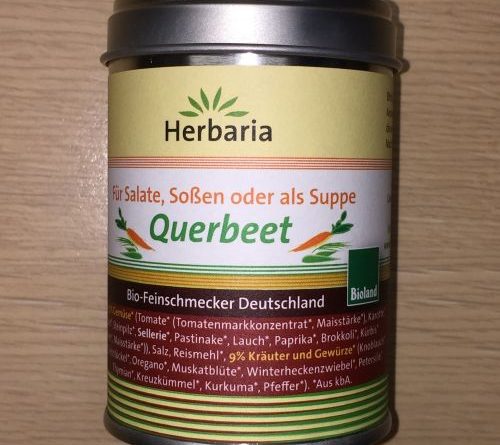 Herbaria
Für Salate, Soßen oder als Suppe
Querbeet
Bioland
Bio-Feinschmecker Deutschland
Gemüse* (Tomate* (Tomatenmarkkonzentrat*, Maisstärke*), Karotte*,
Steinpilz*, Sellerie*, Pastinake*, Lauch*, Paprika*, Brokkoli*, Kürbis*
(Maisstärke*)), Salz, Reismehl*, 9% Kräuter und Gewürze* (Knoblauch*,
Oregano*, Muskatblüte*, Winterheckenzwiebel*, Petersilie*,
Thymian*, Kreuzkümmel*, Kurkuma*, Pfeffer*). *Aus kbA.